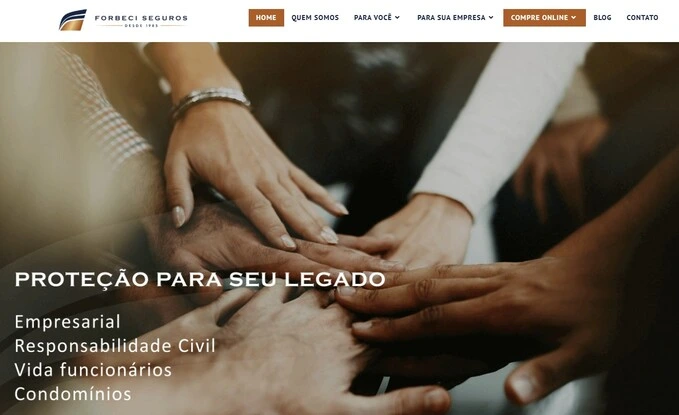 FORBECI SEGUROS
DESDE 1983
HOME QUEM SOMOS PARA VOCÊ PARA SUA EMPRESA COMPRE ONLINE BLOG CONTATO
PROTEÇÃO PARA SEU LEGADO
Empresarial
Responsabilidade Civil
Vida funcionários
Condomínios